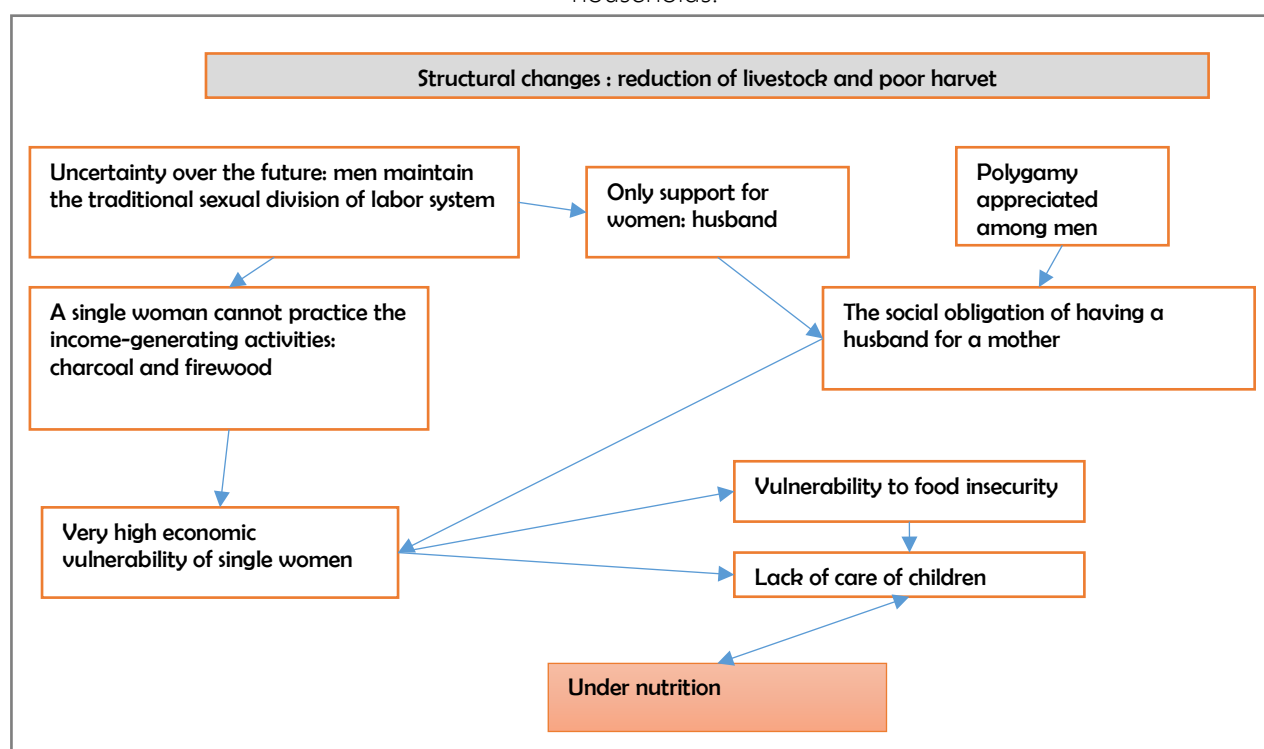 households.
Structural changes : reduction of livestock and poor harvet
Uncertainty over the future: men maintain
the traditional sexual division of labor system
Only support for
women: husband
Polygamy
appreciated
among men
A single woman cannot practice the
income-generating activities:
charcoal and firewood
The social obligation of having a
husband for a mother
Very high economic
vulnerability of single women
Vulnerability to food insecurity
Lack of care of children
Under nutrition